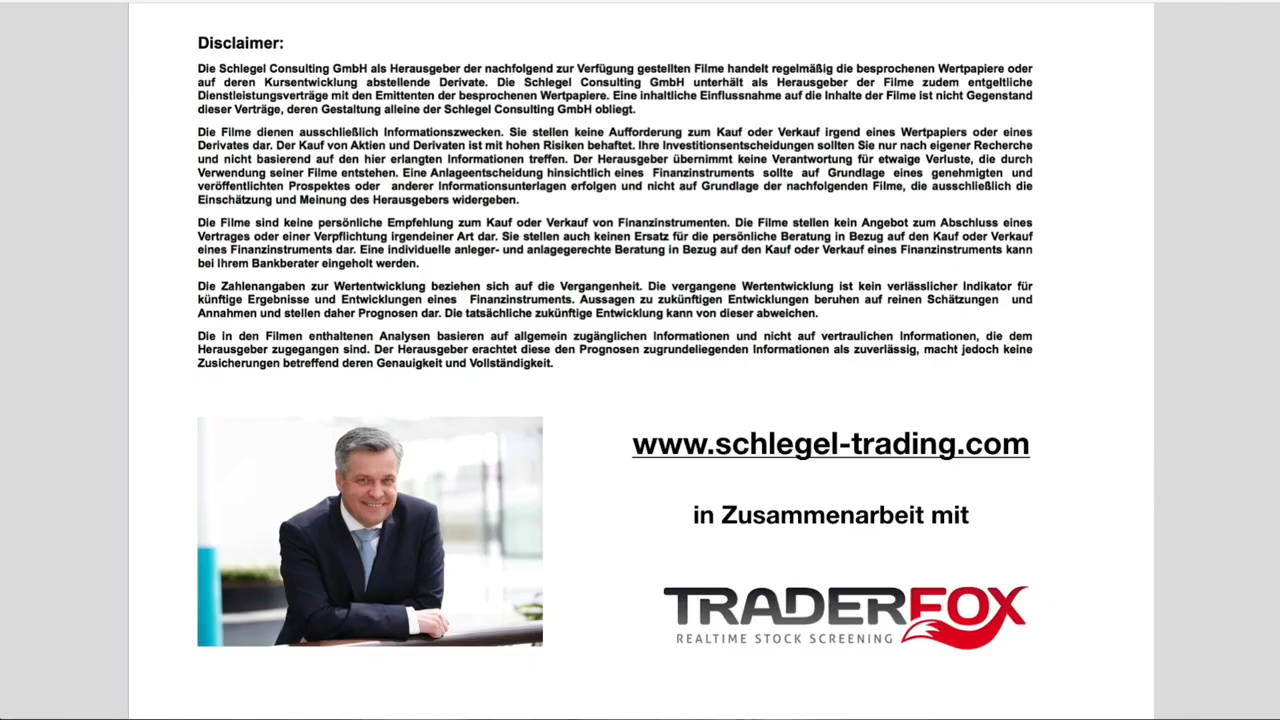 Disclaimer:
Die Schlegel Consulting GmbH als Herausgeber der nachfolgend zur Verfügung gestellten Filme handelt regelmäßig die besprochenen Wertpapiere oder
auf deren Kursentwicklung abstellende Derivate. Die Schlegel Consulting GmbH unterhält als Herausgeber der Filme zudem entgeltliche
Dienstleistungsverträge mit den Emittenten der besprochenen Wertpapiere. Eine inhaltliche Einflussnahme auf die Inhalte der Filme ist nicht Gegenstand
dieser Verträge, deren Gestaltung alleine der Schlegel Consulting GmbH obliegt.
Die Filme dienen ausschließlich Informationszwecken. Sie stellen keine Aufforderung zum Kauf oder Verkauf irgend eines Wertpapiers oder eines
Derivates dar. Der Kauf von Aktien und Derivaten ist mit hohen Risiken behaftet. Ihre Investitionsentscheidungen sollten Sie nur nach eigener Recherche
und nicht basierend auf den hier erlangten Informationen treffen. Der Herausgeber übernimmt keine Verantwortung für etwaige Verluste, die durch
Verwendung seiner Filme entstehen. Eine Anlageentscheidung hinsichtlich eines Finanzinstruments sollte auf Grundlage eines genehmigten und
veröffentlichten Prospektes oder anderer Informationsunterlagen erfolgen und nicht auf Grundlage der nachfolgenden Filme, die ausschließlich die
Einschätzung und Meinung des Herausgebers widergeben.
Die Filme sind keine persönliche Empfehlung zum Kauf oder Verkauf von Finanzinstrumenten. Die Filme stellen kein Angebot zum Abschluss eines
Vertrages oder einer Verpflichtung irgendeiner Art dar. Sie stellen auch keinen Ersatz für die persönliche Beratung in Bezug auf den Kauf oder Verkauf
eines Finanzinstruments dar. Eine individuelle anleger- und anlagegerechte Beratung in Bezug auf den Kauf oder Verkauf eines Finanzinstruments kann
bei Ihrem Bankberater eingeholt werden.
Die Zahlenangaben zur Wertentwicklung beziehen sich auf die Vergangenheit. Die vergangene Wertentwicklung ist kein verlässlicher Indikator für
künftige Ergebnisse und Entwicklungen eines Finanzinstruments. Aussagen zu zukünftigen Entwicklungen beruhen auf reinen Schätzungen und
Annahmen und stellen daher Prognosen dar. Die tatsächliche zukünftige Entwicklung kann von dieser abweichen.
Die in den Filmen enthaltenen Analysen basieren auf allgemein zugänglichen Informationen und nicht auf vertraulichen Informationen, die dem
Herausgeber zugegangen sind. Der Herausgeber erachtet diese den Prognosen zugrundeliegenden Informationen als zuverlässig, macht jedoch keine
Zusicherungen betreffend deren Genauigkeit und Vollständigkeit.
www.schlegel-trading.com
in Zusammenarbeit mit
TRADERFOX
REALTIME STOCK SCREENING